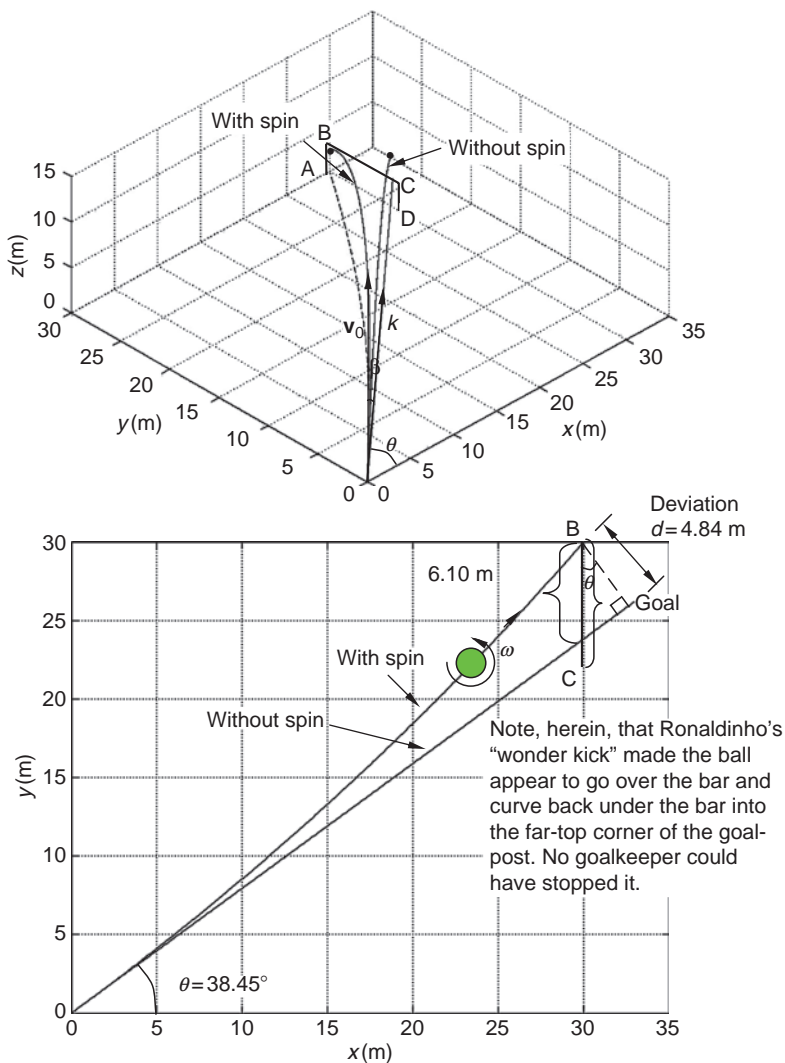 With spin
B
Without spin
A
C
D
15
10
5
0
z(m)
30
25
20
15
10
5
0
y(m)
v0
k
β
θ
0
5
10
15
20
25
30
35
x(m)
Deviation
d=4.84 m
30
25
20
15
10
5
0
y(m)
B
6.10 m
θ
Goal
ω
With spin
C
Without spin
Note, herein, that Ronaldinho's
“wonder kick” made the ball
appear to go over the bar and
curve back under the bar into
the far-top corner of the goal-
post. No goalkeeper could
have stopped it.
θ=38.45°
0
5
10
15
20
25
30
35
x(m)